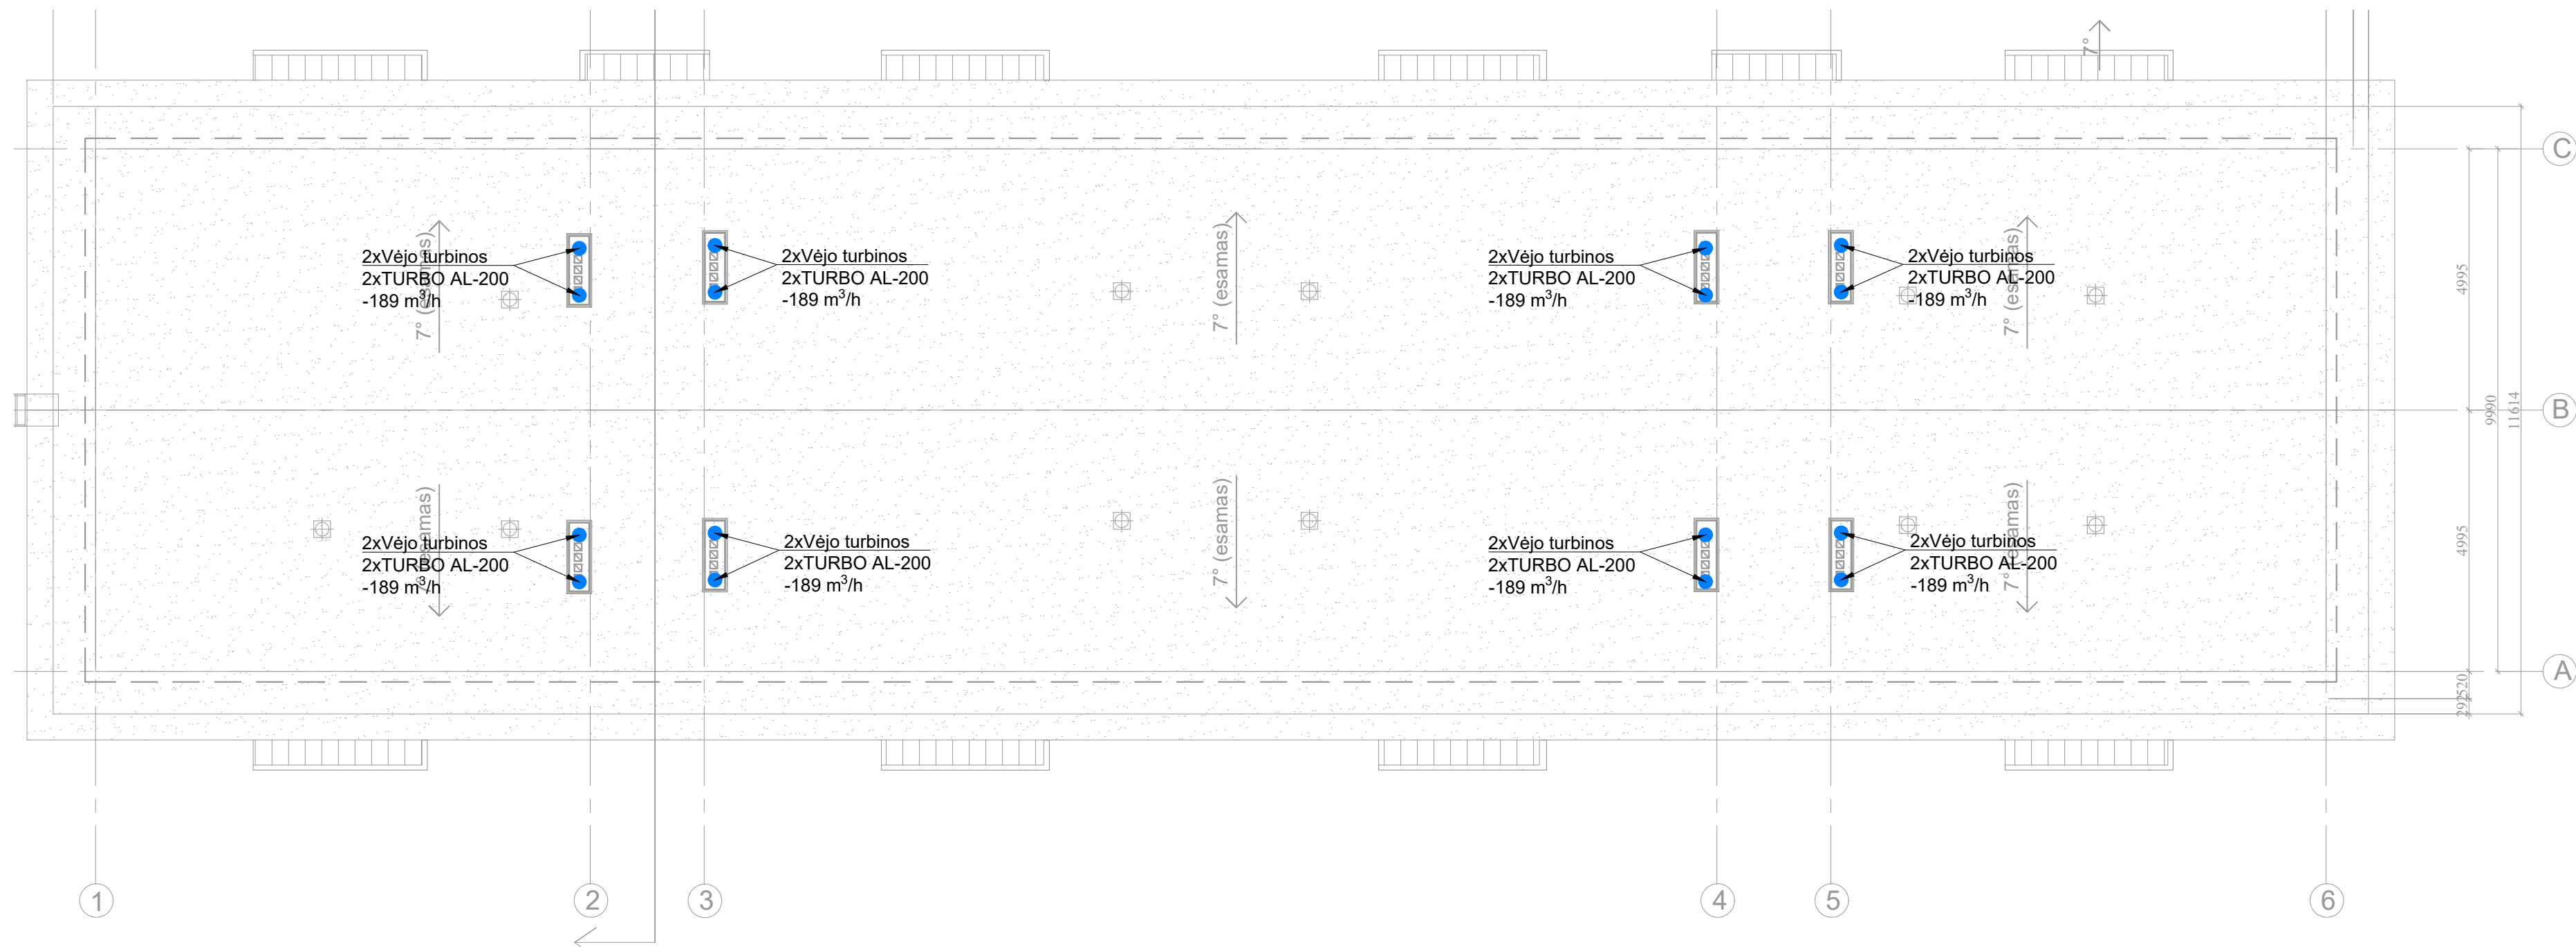 7°
C
2xVėjo turbinos
2xTURBO AL-200
-189 m³/h
7° (esamas)
2xVėjo turbinos
2xTURBO AL-200
-189 m³/h
7° (esamas)
2xVėjo turbinos
2xTURBO AL-200
-189 m³/h
2xVėjo turbinos
2xTURBO AL-200
-189 m³/h
7° (esamas)
4995
B
9990
11614
2xVėjo turbinos
2xTURBO AL-200
-189 m³/h
7° (esamas)
2xVėjo turbinos
2xTURBO AL-200
-189 m³/h
7° (esamas)
2xVėjo turbinos
2xTURBO AL-200
-189 m³/h
2xVėjo turbinos
2xTURBO AL-200
-189 m³/h
7° (esamas)
4995
A
520
292
1
2
3
4
5
6